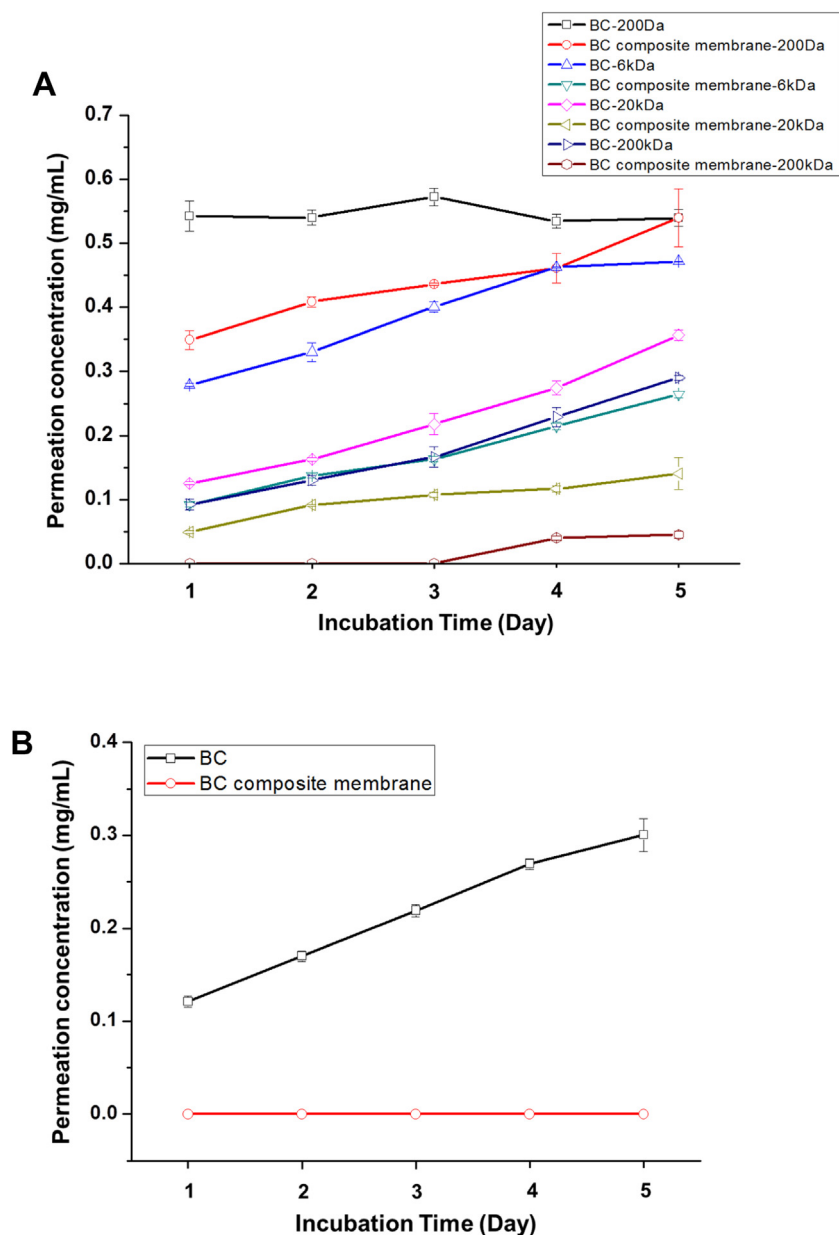 BC-200Da
BC composite membrane-200Da
BC-6kDa
BC composite membrane-6kDa
BC-20kDa
BC composite membrane-20kDa
BC-200kDa
BC composite membrane-200kDa
A
Permeation concentration (mg/mL)
0.7
0.6
0.5
0.4
0.3
0.2
0.1
0.0
1 2 3 4 5
Incubation Time (Day)
B
BC
BC composite membrane
Permeation concentration (mg/mL)
0.4
0.3
0.2
0.1
0.0
1 2 3 4 5
Incubation Time (Day)